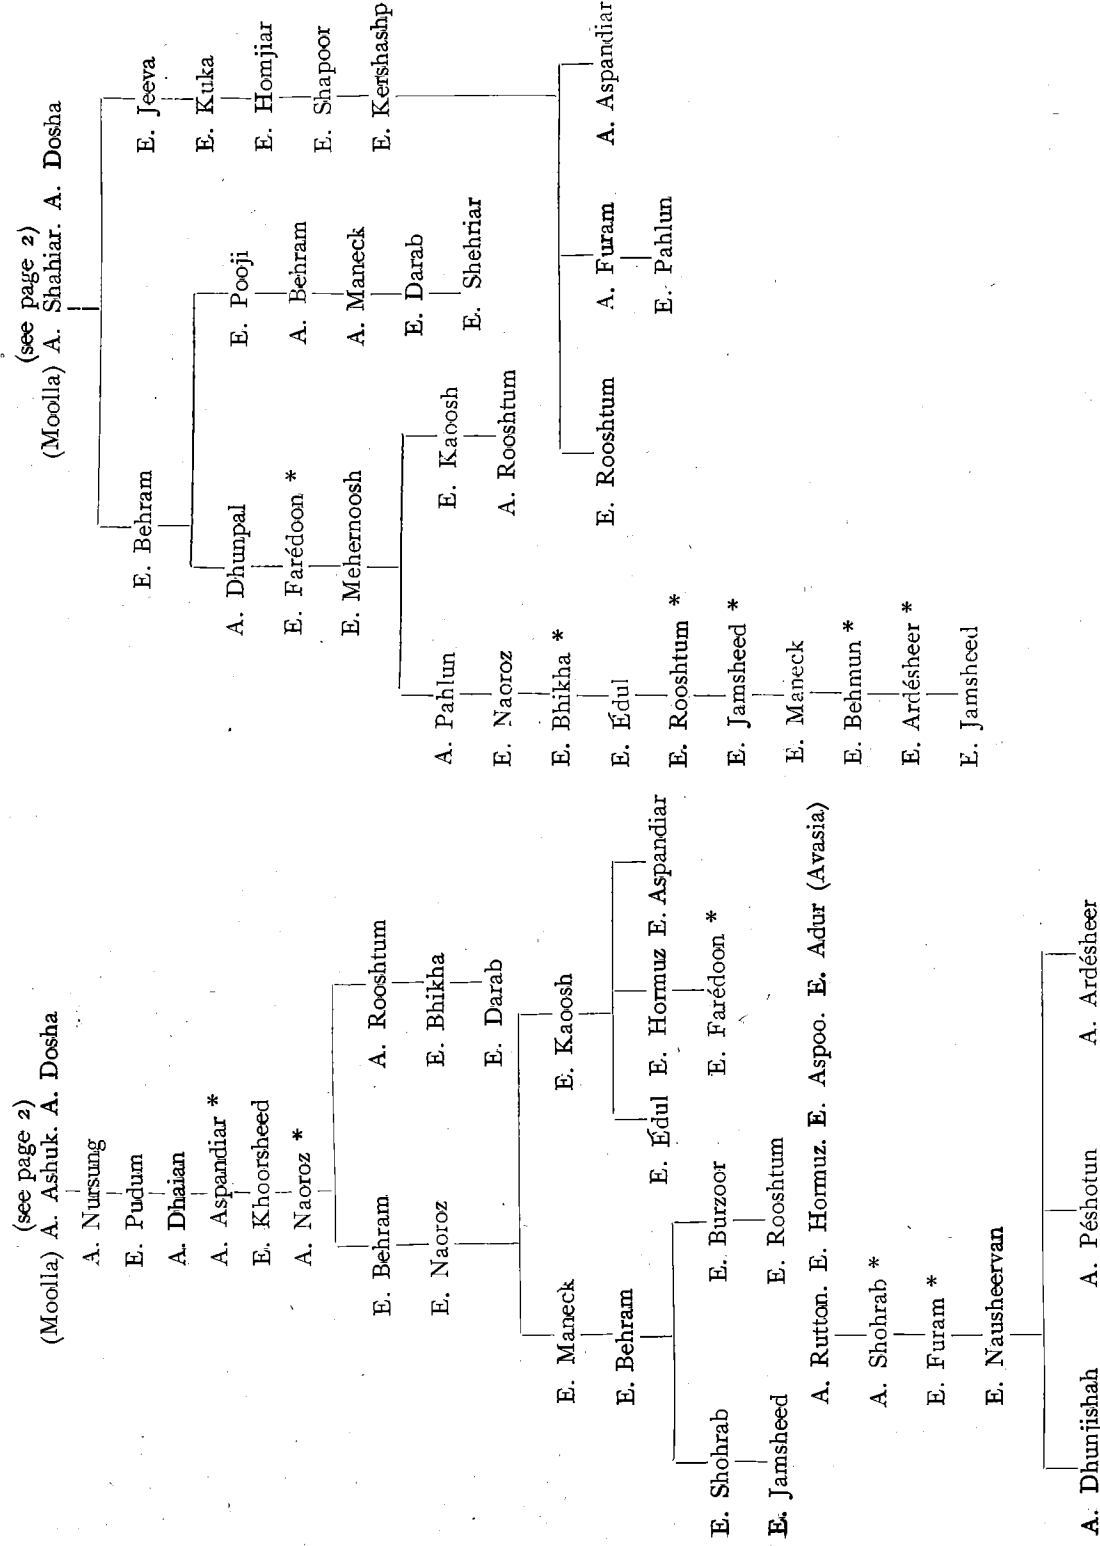 (see page 2)
(Moolla) A. Ashuk. A. Dosha
A. Nursung
E. Pudum
A. Dhaian
A. Aspandiar *
E. Khoorsheed
A. Naoroz *
E. Behram
A. Rooshtum
E. Naoroz
E. Bhikha
E. Darab
E. Maneck
E. Kaoosh
E. Behram
E. Édul
E. Hormuz
E. Aspandiar
E. Shohrab
E. Burzoor
E. Farédoon *
E. Jamsheed
E. Rooshtum
A. Rutton. E. Hormuz. E. Aspoo. E. Adur (Avasia)
A. Shohrab *
E. Furam *
E. Nausheervan
A. Dhunjishah
A. Péshotun
A. Ardésheer
(see page 2)
(Moolla) A. Shahiar. A. Dosha
E. Behram
E. Jeeva
E. Kuka
A. Dhunpal
E. Pooji
E. Homjiar
E. Farédoon *
A. Behram
E. Shapoor
E. Mehernoosh
A. Maneck
E. Kershashp
E. Darab
A. Pahlun
E. Kaoosh
E. Shehriar
E. Naoroz
A. Rooshtum
E. Bhikha *
E. Édul
E. Rooshtum
A. Furam
A. Aspandiar
E. Rooshtum *
E. Pahlun
E. Jamsheed *
E. Maneck
E. Behmun *
E. Ardésheer *
E. Jamsheed